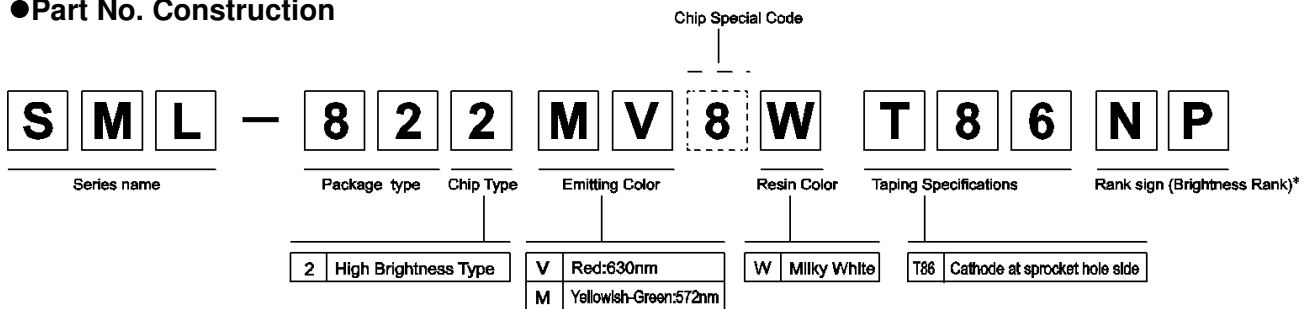 ●Part No. Construction
Chip Special Code
S M L – 8 2 2 M V 8 W T 8 6 N P
Series name Package type Chip Type Emitting Color Resin Color Taping Specifications Rank sign (Brightness Rank)*
2 High Brightness Type V Red:630nm W Milky White T86 Cathode at sprocket hole side
M Yellowish-Green:572nm